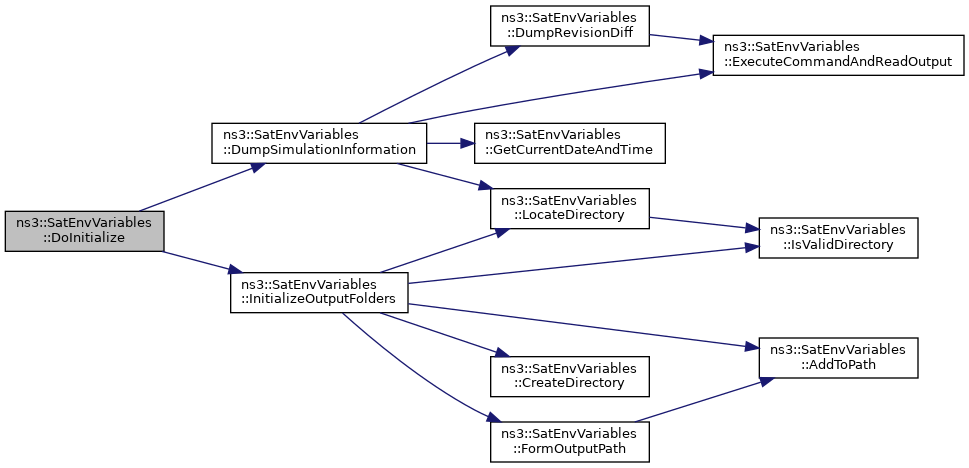 ns3::SatEnvVariables
::DoInitialize
ns3::SatEnvVariables
::DumpSimulationInformation
ns3::SatEnvVariables
::InitializeOutputFolders
ns3::SatEnvVariables
::DumpRevisionDiff
ns3::SatEnvVariables
::GetCurrentDateAndTime
ns3::SatEnvVariables
::LocateDirectory
ns3::SatEnvVariables
::CreateDirectory
ns3::SatEnvVariables
::FormOutputPath
ns3::SatEnvVariables
::ExecuteCommandAndReadOutput
ns3::SatEnvVariables
::IsValidDirectory
ns3::SatEnvVariables
::AddToPath